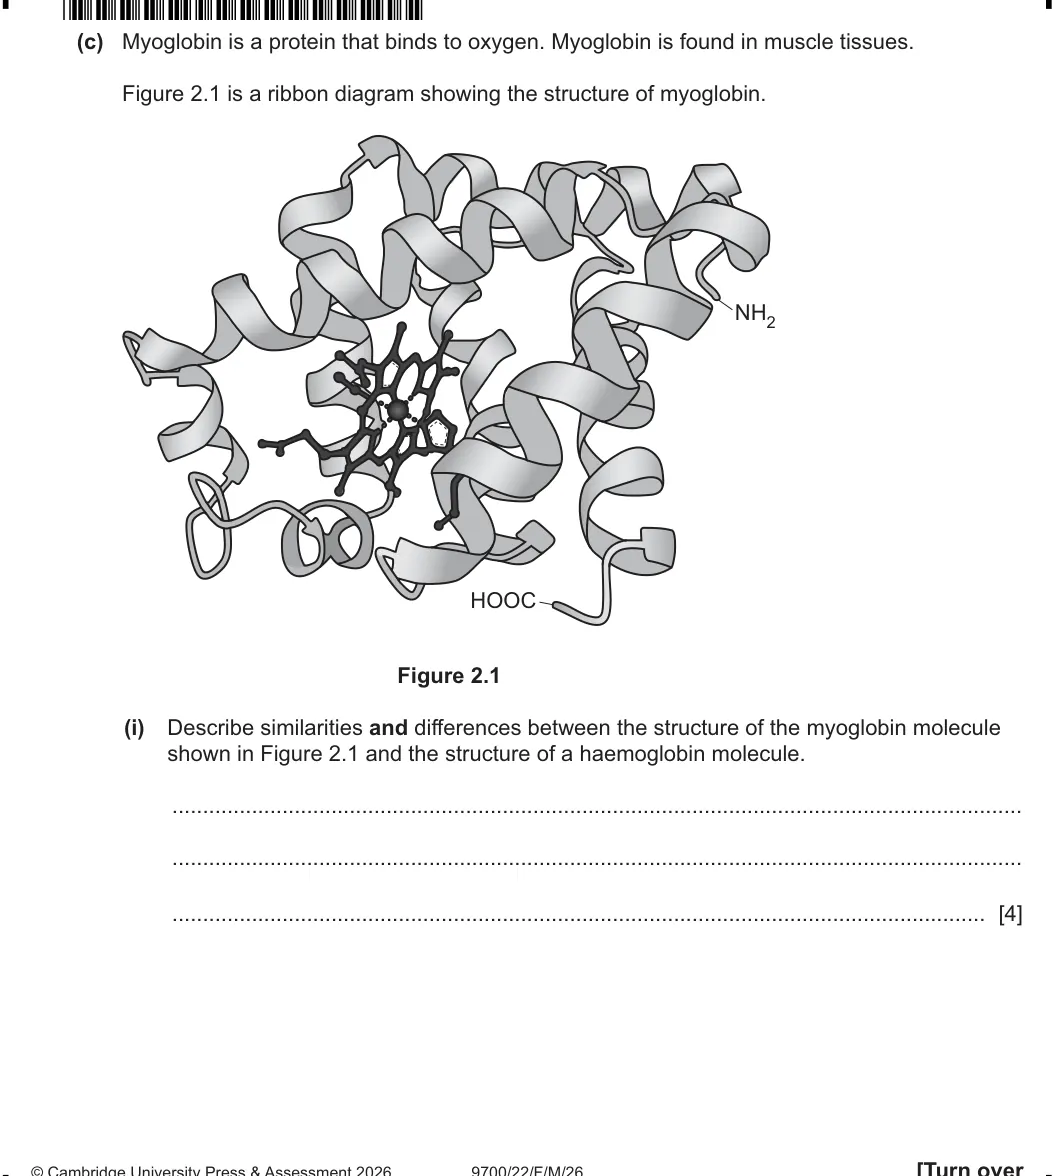 (c) Myoglobin is a protein that binds to oxygen. Myoglobin is found in muscle tissues.
Figure 2.1 is a ribbon diagram showing the structure of myoglobin.
NH2
HOOC
Figure 2.1
(i) Describe similarities and differences between the structure of the myoglobin molecule
shown in Figure 2.1 and the structure of a haemoglobin molecule.
................................................................................
................................................................................
................................................................................ [4]
© Cambridge University Press & Assessment 2026 9700/22/F/M/26 [Turn over